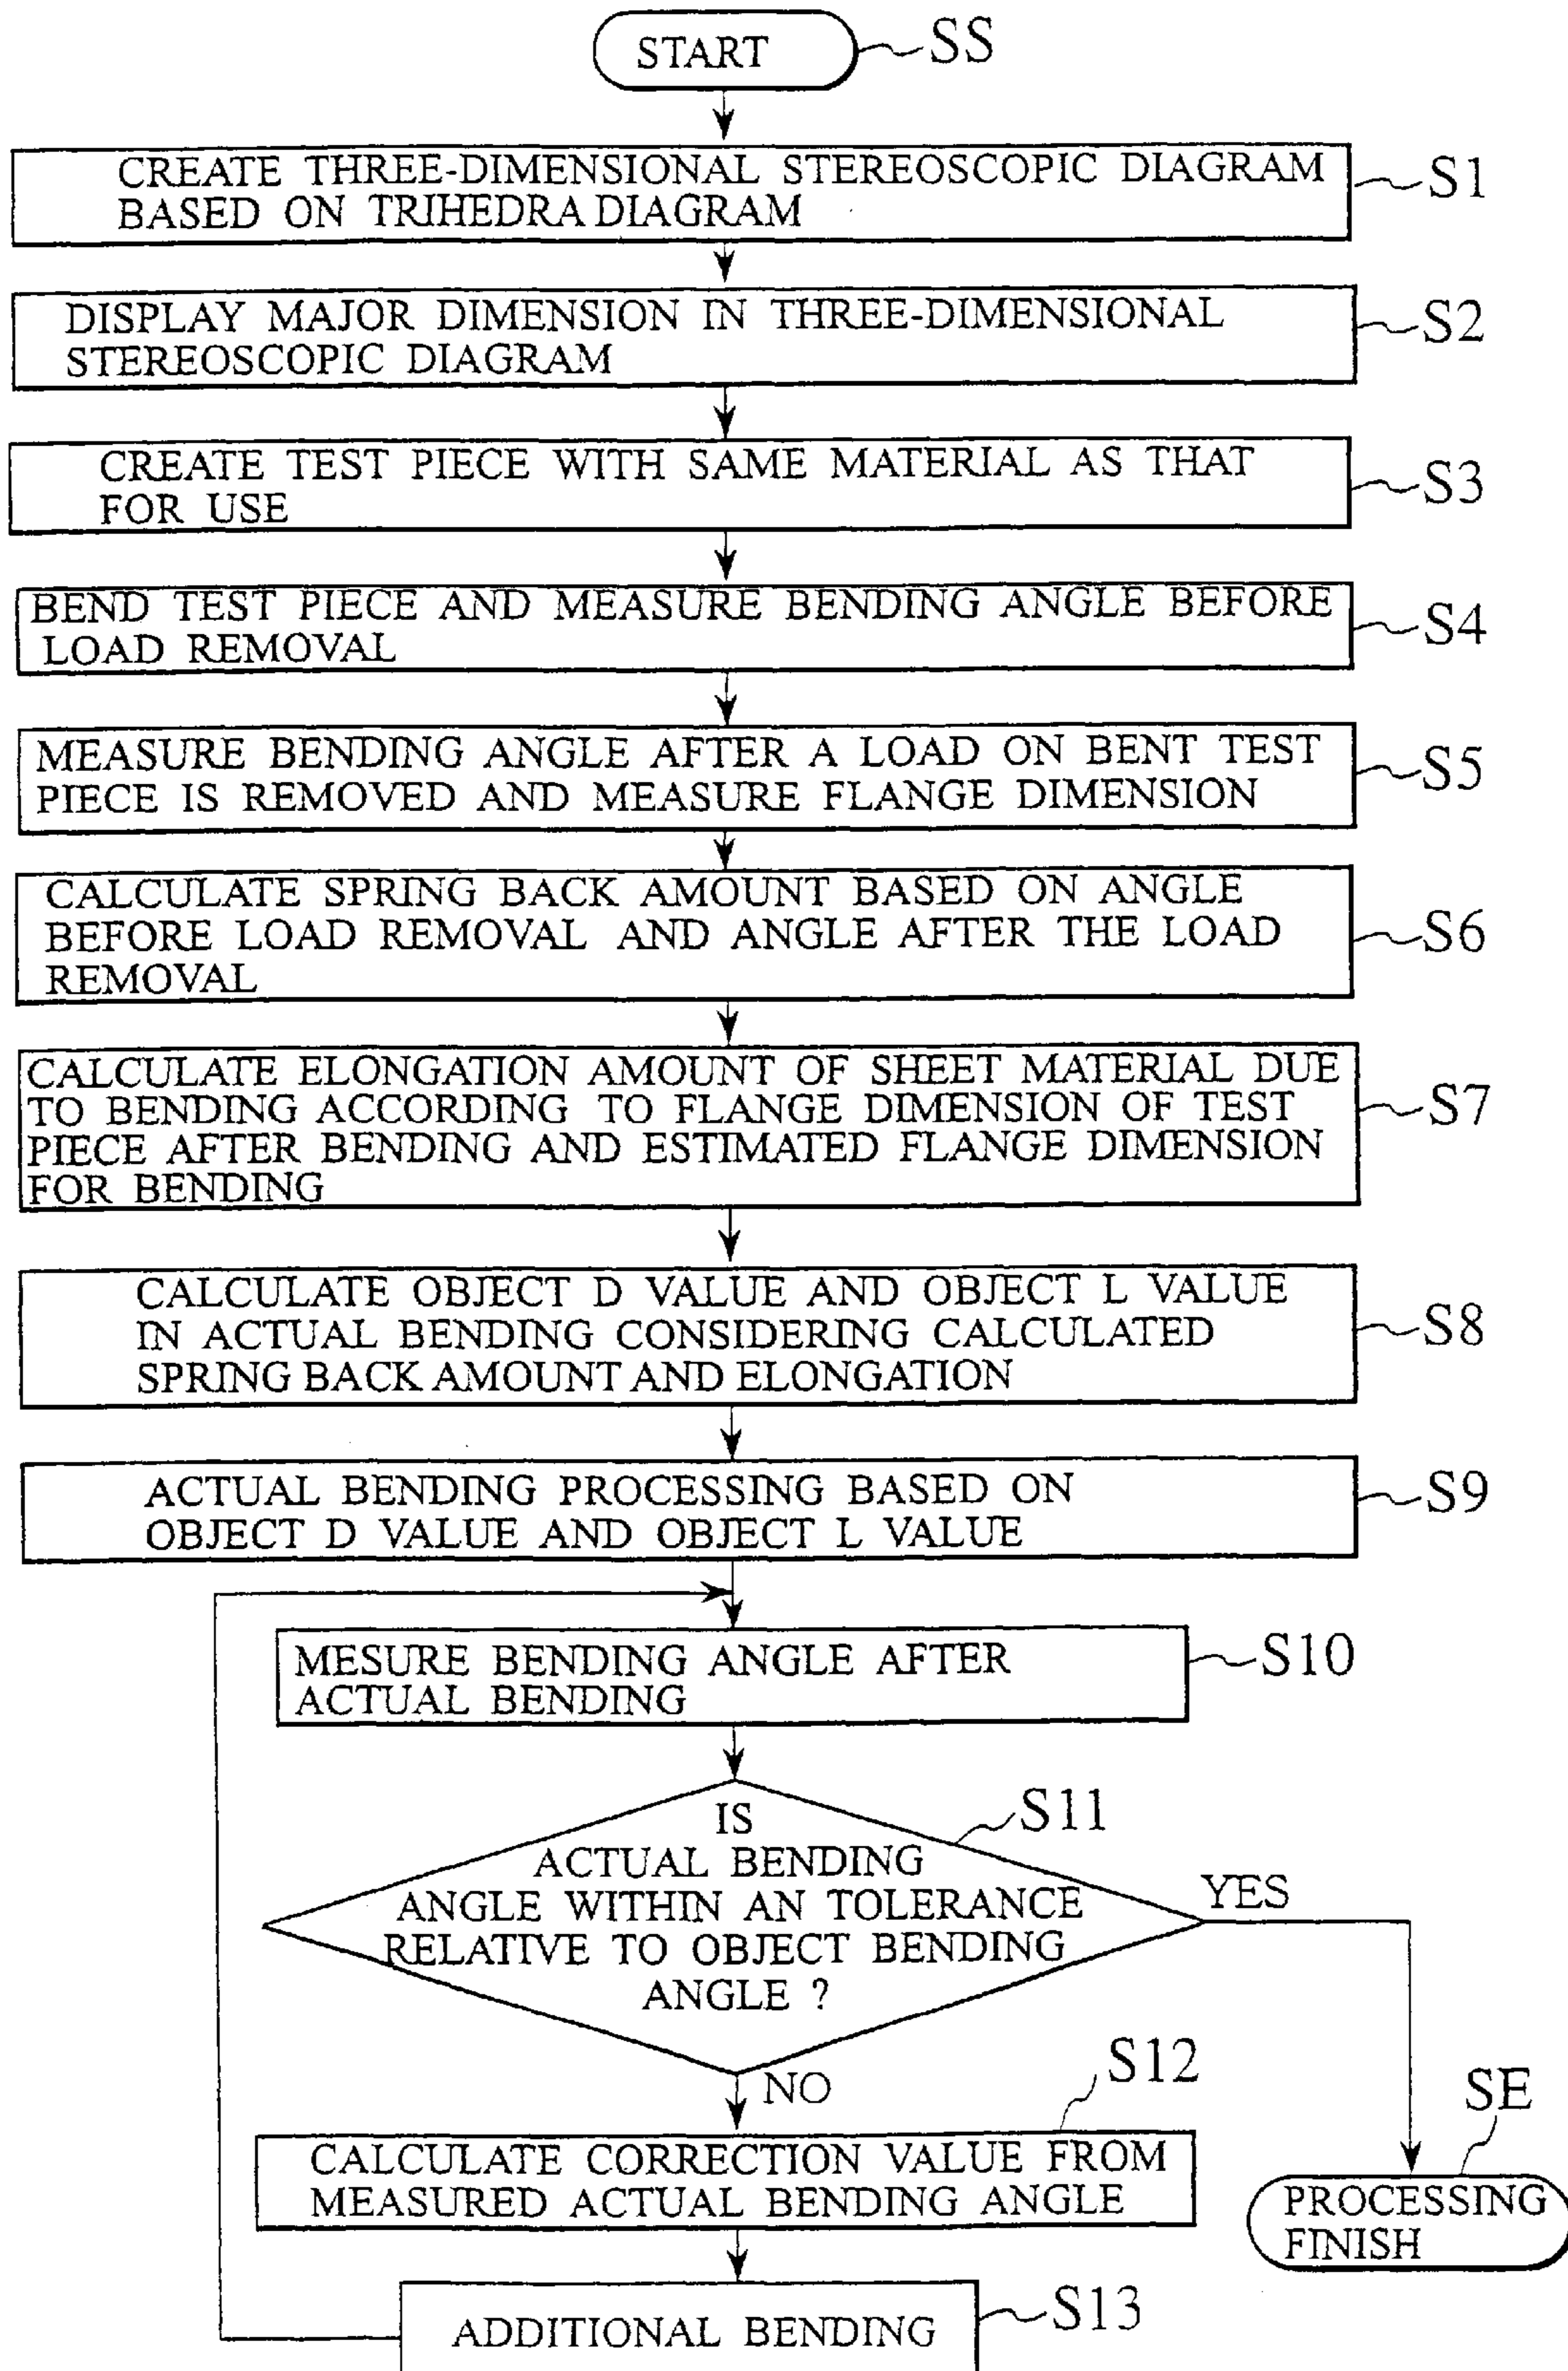 START
SS
CREATE THREE-DIMENSIONAL STEREOSCOPIC DIAGRAM
BASED ON TRIHEDRA DIAGRAM
S1
DISPLAY MAJOR DIMENSION IN THREE-DIMENSIONAL
STEREOSCOPIC DIAGRAM
S2
CREATE TEST PIECE WITH SAME MATERIAL AS THAT
FOR USE
S3
BEND TEST PIECE AND MEASURE BENDING ANGLE BEFORE
LOAD REMOVAL
S4
MEASURE BENDING ANGLE AFTER A LOAD ON BENT TEST
PIECE IS REMOVED AND MEASURE FLANGE DIMENSION
S5
CALCULATE SPRING BACK AMOUNT BASED ON ANGLE
BEFORE LOAD REMOVAL AND ANGLE AFTER THE LOAD
REMOVAL
S6
CALCULATE ELONGATION AMOUNT OF SHEET MATERIAL DUE
TO BENDING ACCORDING TO FLANGE DIMENSION OF TEST
PIECE AFTER BENDING AND ESTIMATED FLANGE DIMENSION
FOR BENDING
S7
CALCULATE OBJECT D VALUE AND OBJECT L VALUE
IN ACTUAL BENDING CONSIDERING CALCULATED
SPRING BACK AMOUNT AND ELONGATION
S8
ACTUAL BENDING PROCESSING BASED ON
OBJECT D VALUE AND OBJECT L VALUE
S9
MESURE BENDING ANGLE AFTER
ACTUAL BENDING
S10
IS
ACTUAL BENDING
ANGLE WITHIN AN TOLERANCE
RELATIVE TO OBJECT BENDING
ANGLE ?
S11
YES
NO
S12
CALCULATE CORRECTION VALUE FROM
MEASURED ACTUAL BENDING ANGLE
SE
PROCESSING
FINISH
ADDITIONAL BENDING
S13